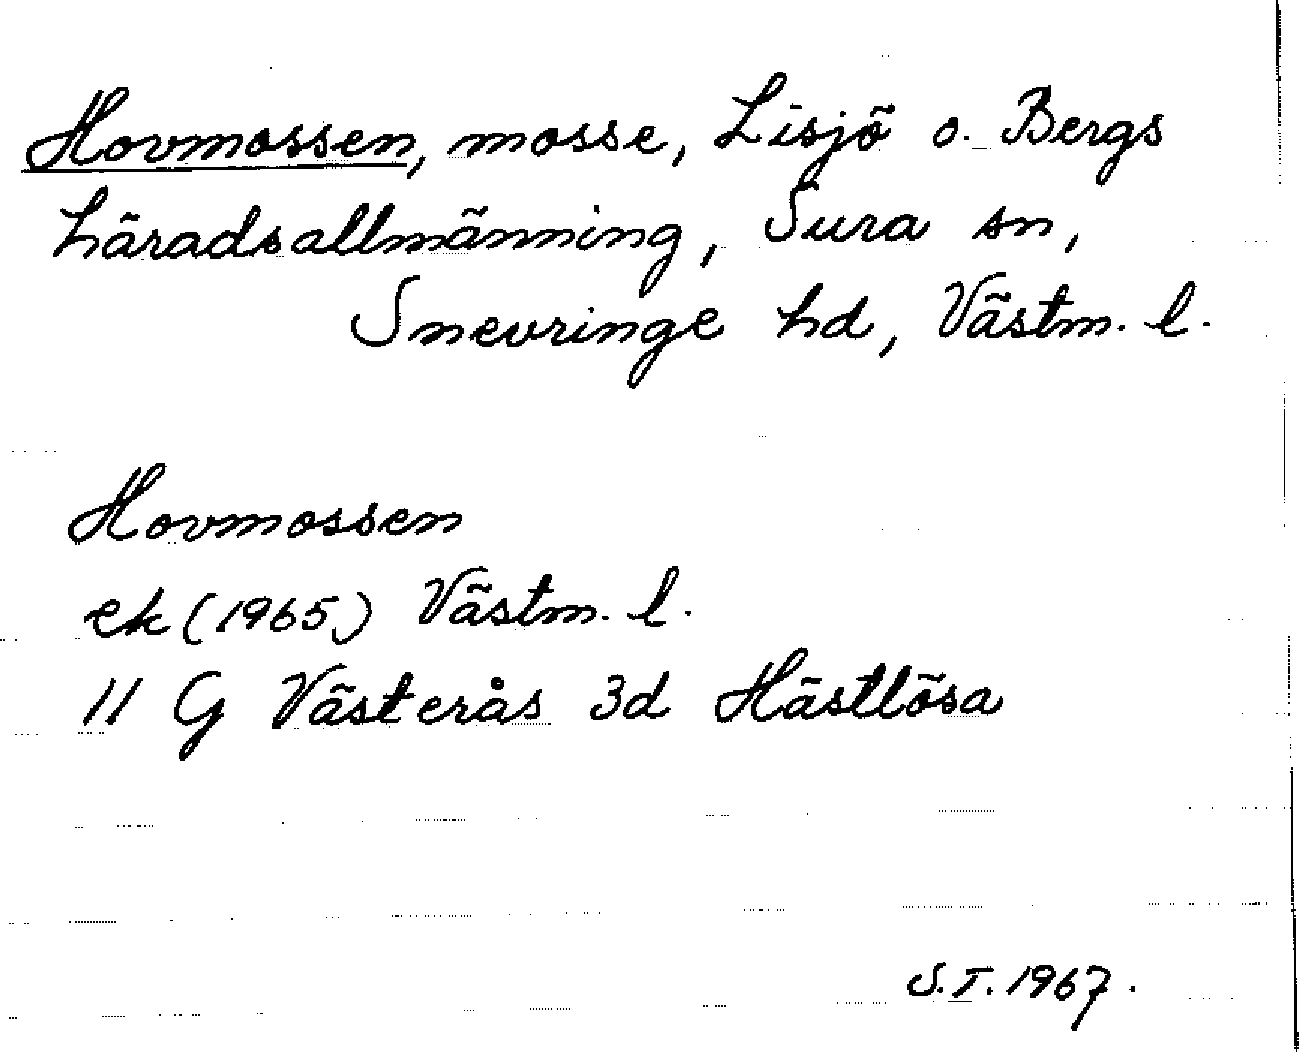 Hovmossen, mosse, Lisjö o. Bergs
häradsallmänning, Sura sn,
Snevringe hd, Västm. l.
Hovmossen
ek (1965) Västm. l.
11 G Västerås 3d Hästlösa
S.T. 1967.